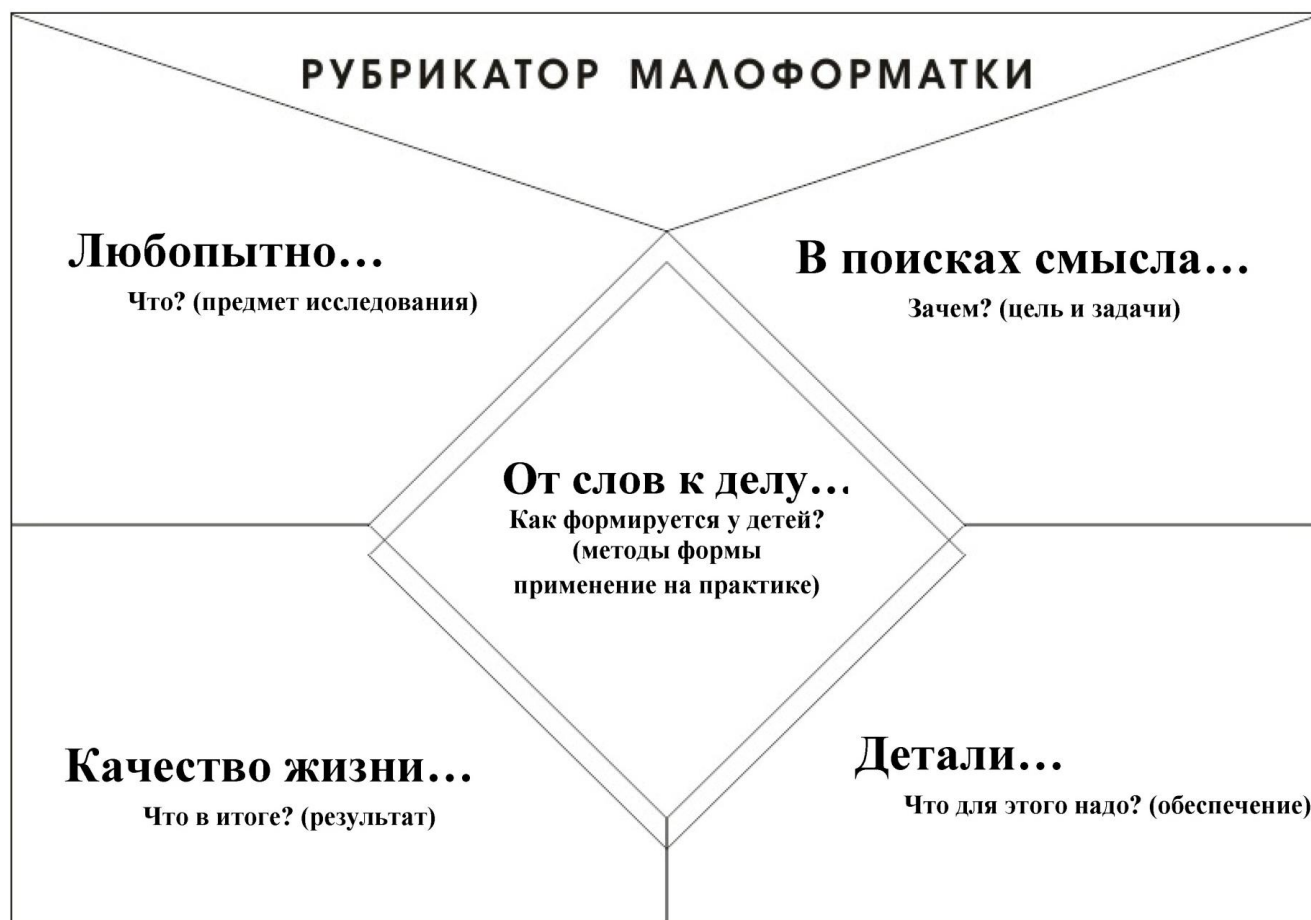 РУБРИКАТОР МАЛОФОРМАТКИ
Любопытно…
Что? (предмет исследования)
В поисках смысла…
Зачем? (цель и задачи)
От слов к делу…
Как формируется у детей?
(методы формы
применение на практике)
Качество жизни…
Что в итоге? (результат)
Детали…
Что для этого надо? (обеспечение)